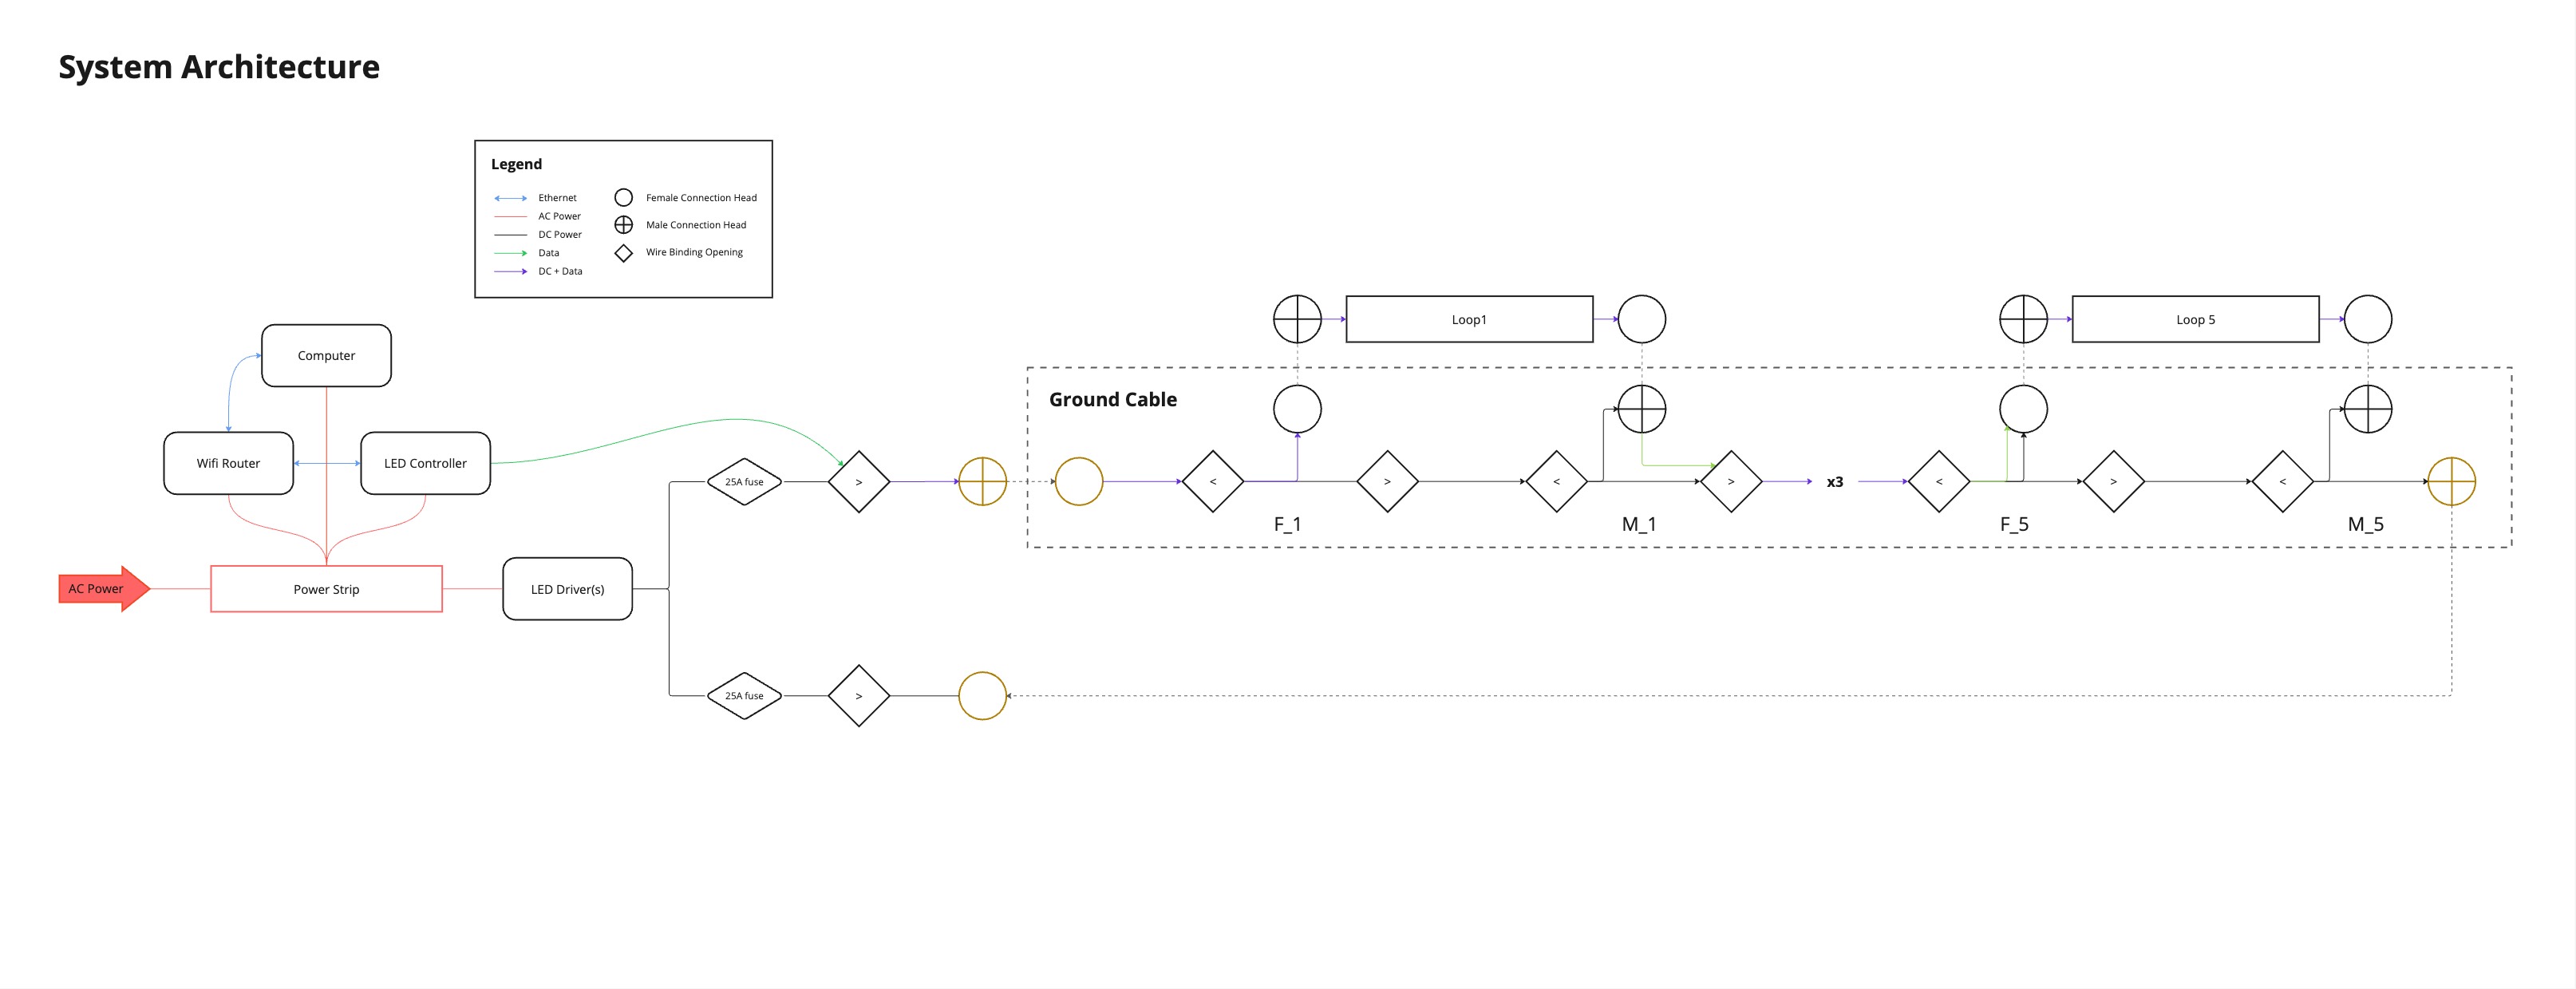 System Architecture
Legend
Ethernet
Female Connection Head
AC Power
Male Connection Head
DC Power
Data
Wire Binding Opening
DC + Data
Loop1
Loop 5
Computer
Ground Cable
Wifi Router
LED Controller
25A fuse
>
<
>
<
>
x3
<
>
<
F_1
M_1
F_5
M_5
AC Power
Power Strip
LED Driver(s)
25A fuse
>